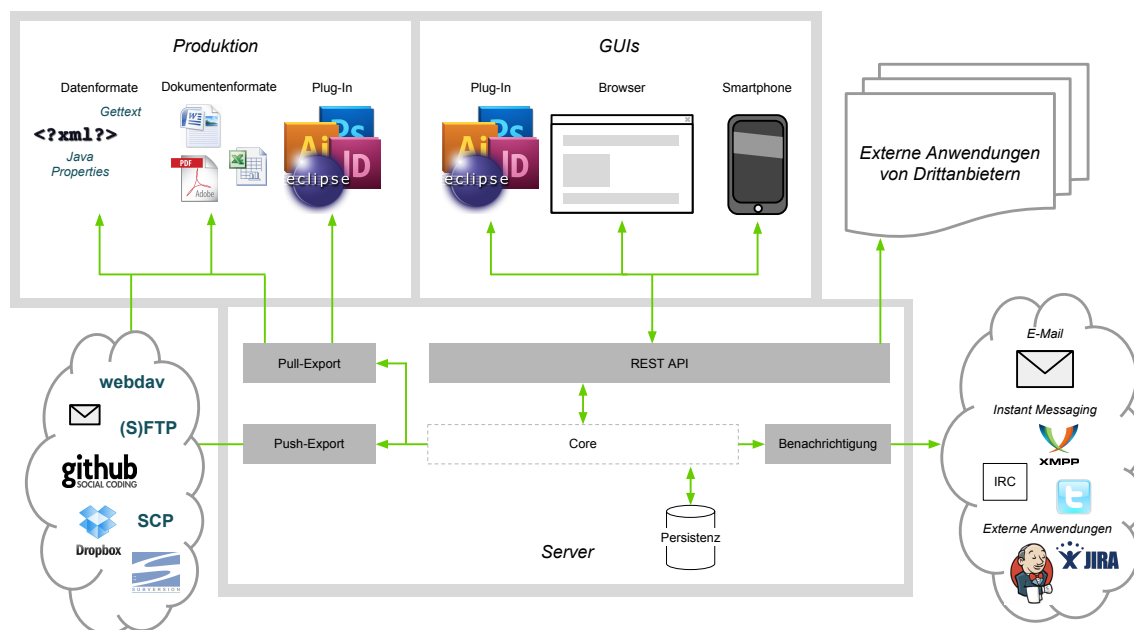 Produktion
Datenformate
Dokumentenformate
Plug-In
Gettext
<?xml?>
Java
Properties
W
PDF
Adobe
X
Ps
Ai
ID
eclipse
GUIs
Plug-In
Browser
Smartphone
Ps
Ai
ID
eclipse
X
Externe Anwendungen
von Drittanbietern
Pull-Export
REST API
Push-Export
Core
Benachrichtigung
Persistenz
Server
webdav
(S)FTP
github
SOCIAL CODING
SCP
Dropbox
SUBVERSION
E-Mail
Instant Messaging
XMPP
IRC
t
Externe Anwendungen
JIRA